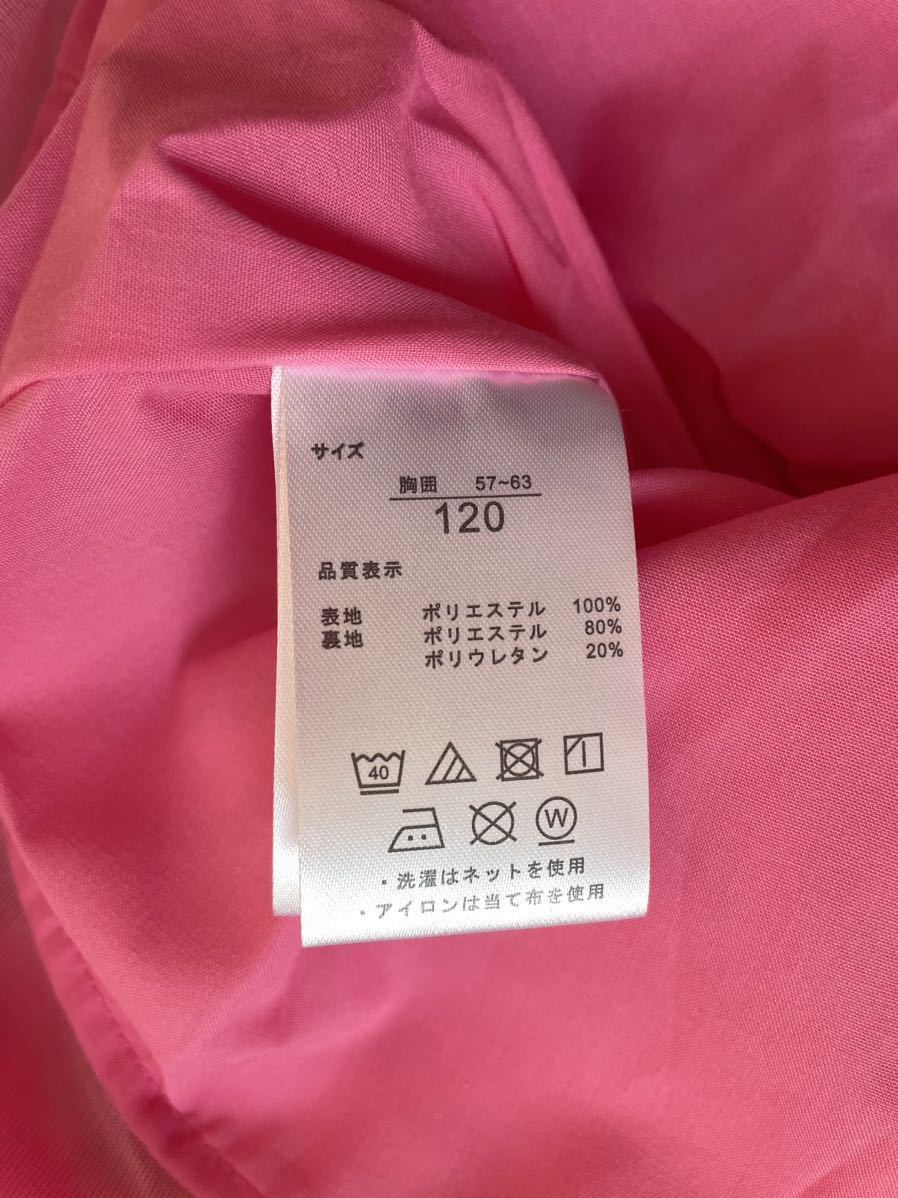 サイズ
胸囲 57~63
120
品質表示
表地 ポリエステル 100%
裏地 ポリエステル 80%
ポリウレタン 20%
40
W
・洗濯はネットを使用
・アイロンは当て布を使用